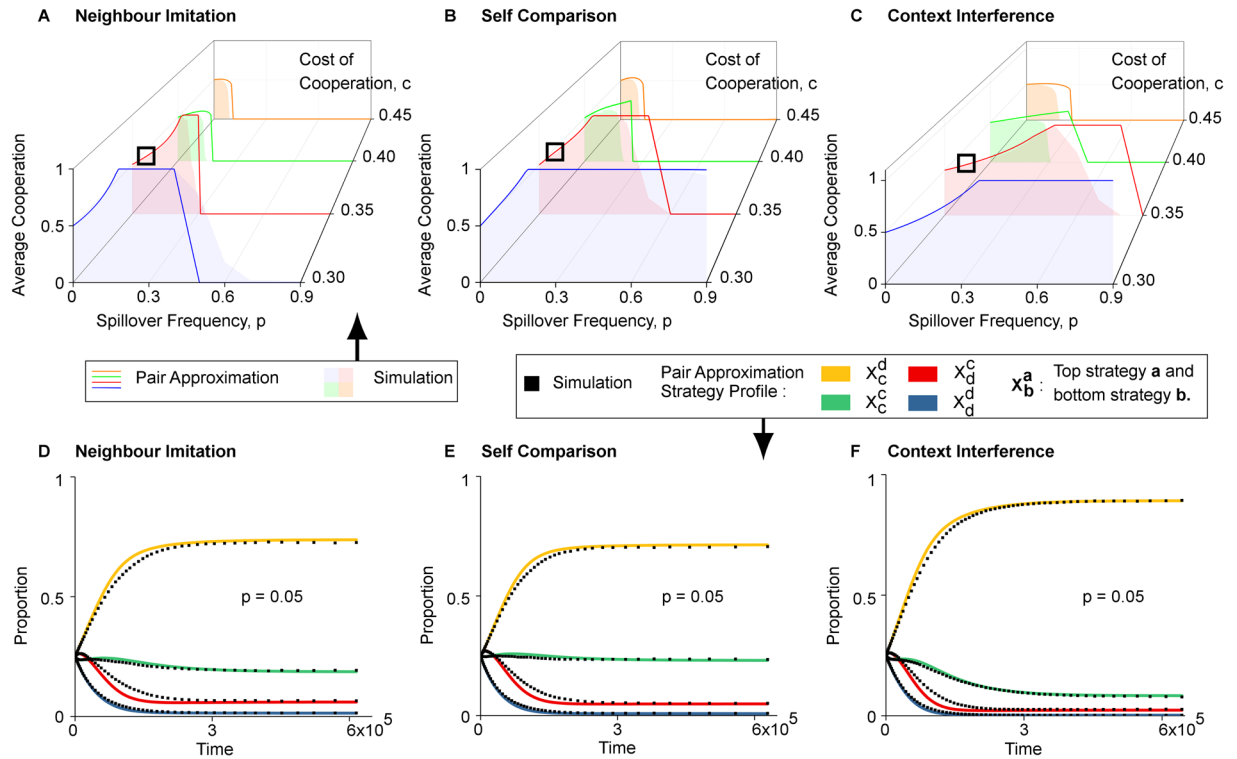 A Neighbour Imitation
B Self Comparison
C Context Interference
Average Cooperation
1
0.5
0
0 0.3 0.6 0.9
Spillover Frequency, p
Cost of
Cooperation, c
0.45
0.40
0.35
0.30
Average Cooperation
1
0.5
0
0 0.3 0.6 0.9
Spillover Frequency, p
Cost of
Cooperation, c
0.45
0.40
0.35
0.30
Average Cooperation
1
0.5
0
0 0.3 0.6 0.9
Spillover Frequency, p
Cost of
Cooperation, c
0.45
0.40
0.35
0.30
Pair Approximation Simulation
Simulation
Pair Approximation
Strategy Profile :
X^d_c X^c_d
X^c_c X^d_d
X^a_b : Top strategy a and
bottom strategy b.
D Neighbour Imitation
E Self Comparison
F Context Interference
Proportion
1
0.5
0
p = 0.05
0 3 6x10^5
Time
Proportion
1
0.5
0
p = 0.05
0 3 6x10^5
Time
Proportion
1
0.5
0
p = 0.05
0 3 6x10^5
Time